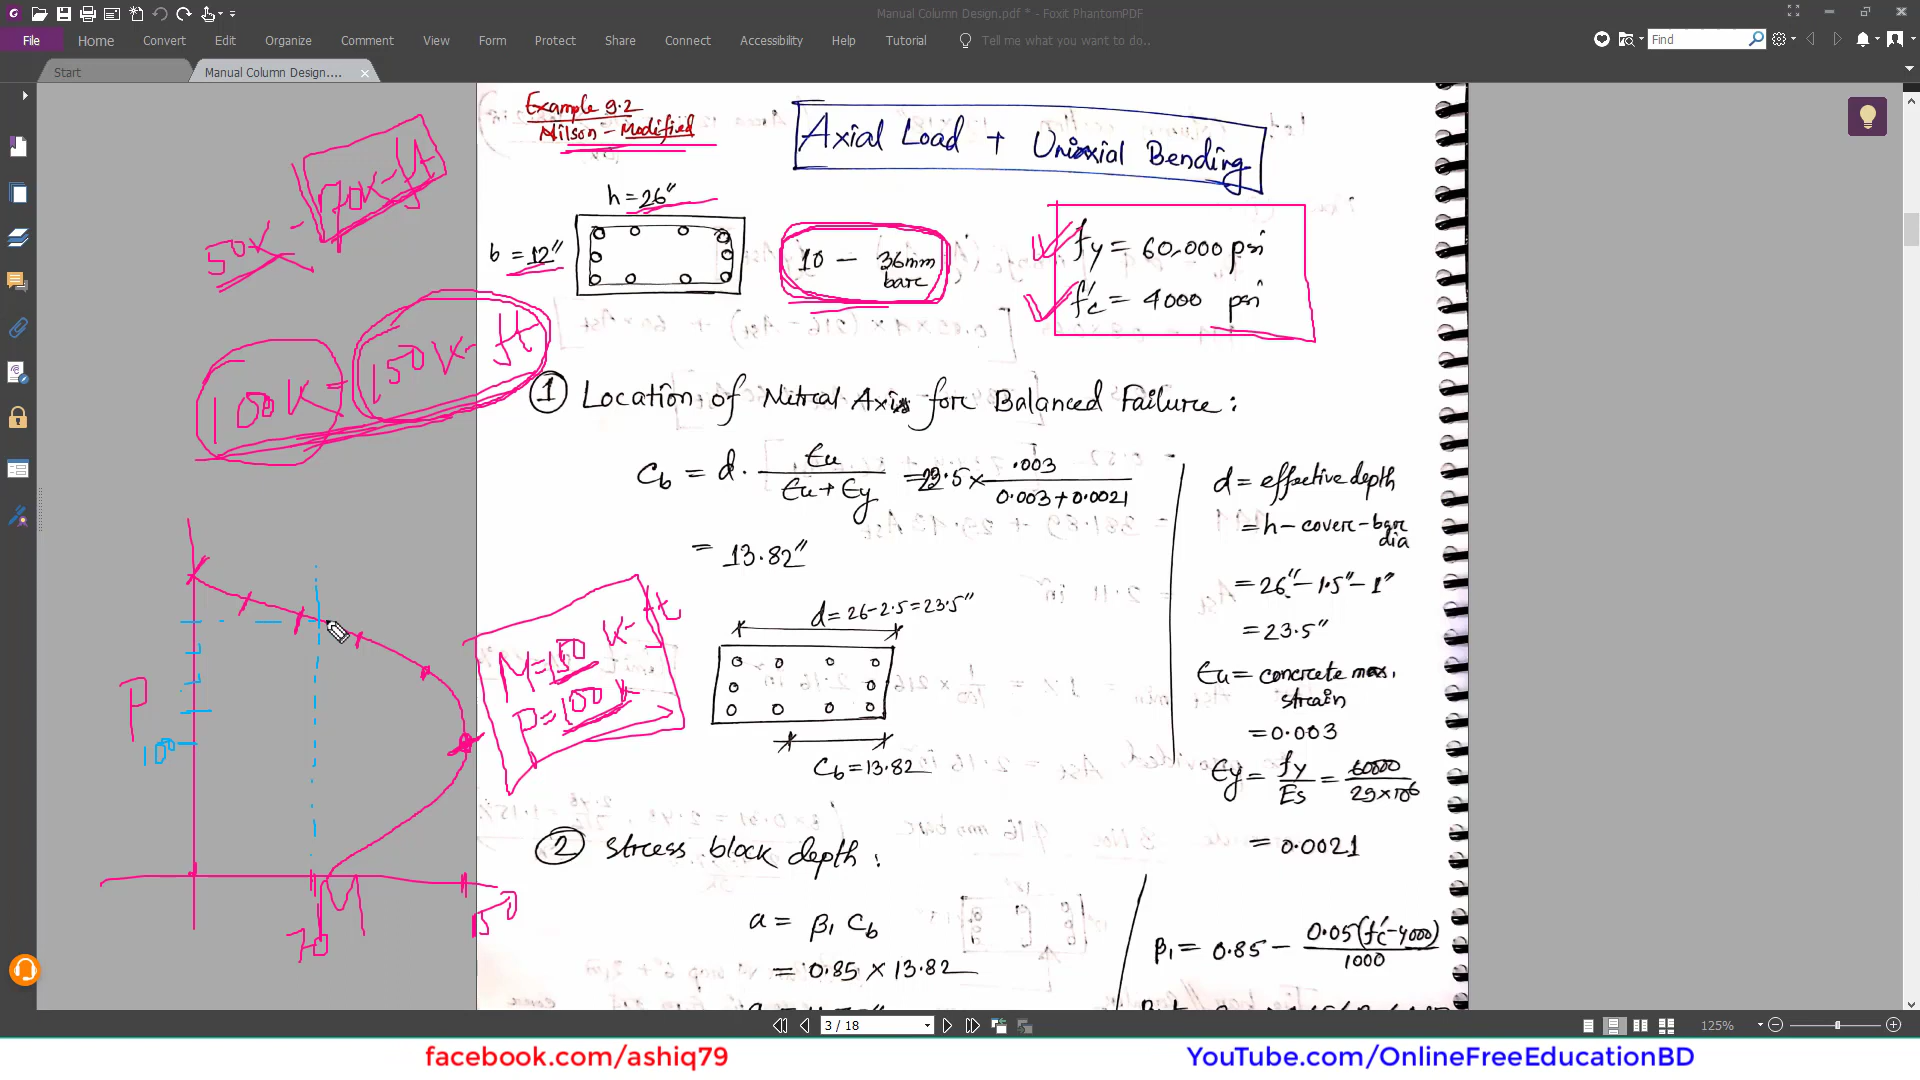 Manual Column Design.pdf * - Foxit PhantomPDF
File Home Convert Edit Organize Comment View Form Protect Share Connect Accessibility Help Tutorial Tell me what you want to do.. Find
Start Manual Column Design....
Example 9.2
Nilson - Modified
Axial Load + Uniaxial Bending
h = 26"
b = 12"
10 - 36mm
bar
fy = 60,000 psi
f'c = 4000 psi
50K - 70K-ft
100K - 150K-ft
① Location of Nitral Axis for Balanced Failure :
Cb = d. ϵu / (ϵu + ϵy) = 23.5 × .003 / (0.003 + 0.0021)
= 13.82"
d = effective depth
= h - cover - bar
dia
= 26" - 1.5" - 1"
= 23.5"
ϵu = concrete max.
strain
= 0.003
ϵy = fy / Es = 60000 / 29×10^6
= 0.0021
d = 26 - 2.5 = 23.5"
Cb = 13.82
M = 150 K-ft
P = 100 K
P
100
M
70
150
② Stress block depth :
a = β1 Cb
= 0.85 × 13.82
β1 = 0.85 - 0.05(f'c - 4000) / 1000
3 / 18
125%
facebook.com/ashiq79
YouTube.com/OnlineFreeEducationBD